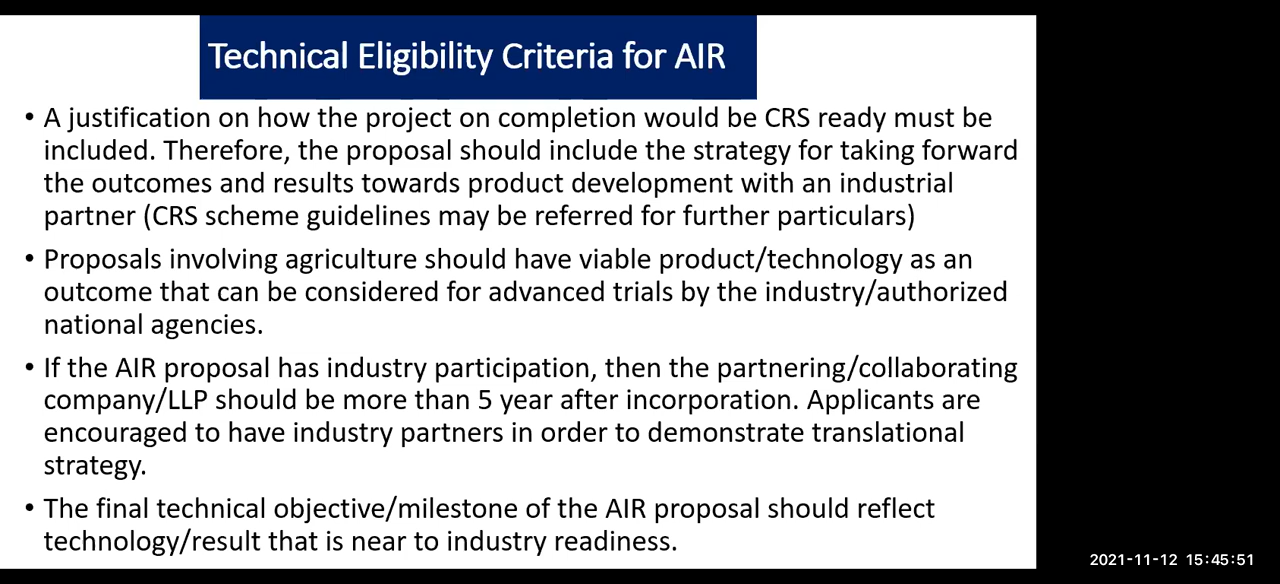 Technical Eligibility Criteria for AIR
• A justification on how the project on completion would be CRS ready must be
included. Therefore, the proposal should include the strategy for taking forward
the outcomes and results towards product development with an industrial
partner (CRS scheme guidelines may be referred for further particulars)
• Proposals involving agriculture should have viable product/technology as an
outcome that can be considered for advanced trials by the industry/authorized
national agencies.
• If the AIR proposal has industry participation, then the partnering/collaborating
company/LLP should be more than 5 year after incorporation. Applicants are
encouraged to have industry partners in order to demonstrate translational
strategy.
• The final technical objective/milestone of the AIR proposal should reflect
technology/result that is near to industry readiness.
2021-11-12 15:45:51